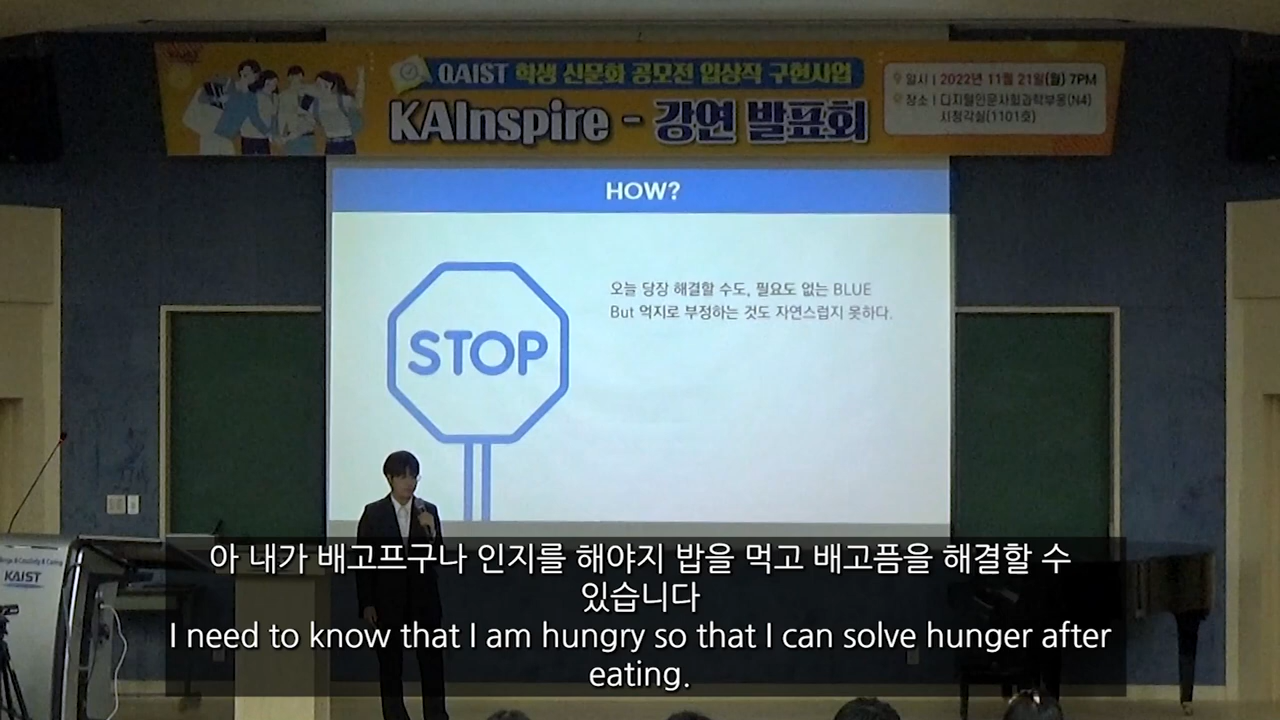 QAIST 학생 신문화 공모전 입상작 구현사업
KAInspire - 강연 발표회
일시 | 2022년 11월 21일(월) 7PM
장소 | 디지털인문사회과학부동(N4)
시청각실(1101호)
HOW?
STOP
오늘 당장 해결할 수도, 필요도 없는 BLUE
But 억지로 부정하는 것도 자연스럽지 못하다.
KAIST
아 내가 배고프구나 인지를 해야지 밥을 먹고 배고픔을 해결할 수
있습니다
I need to know that I am hungry so that I can solve hunger after
eating.